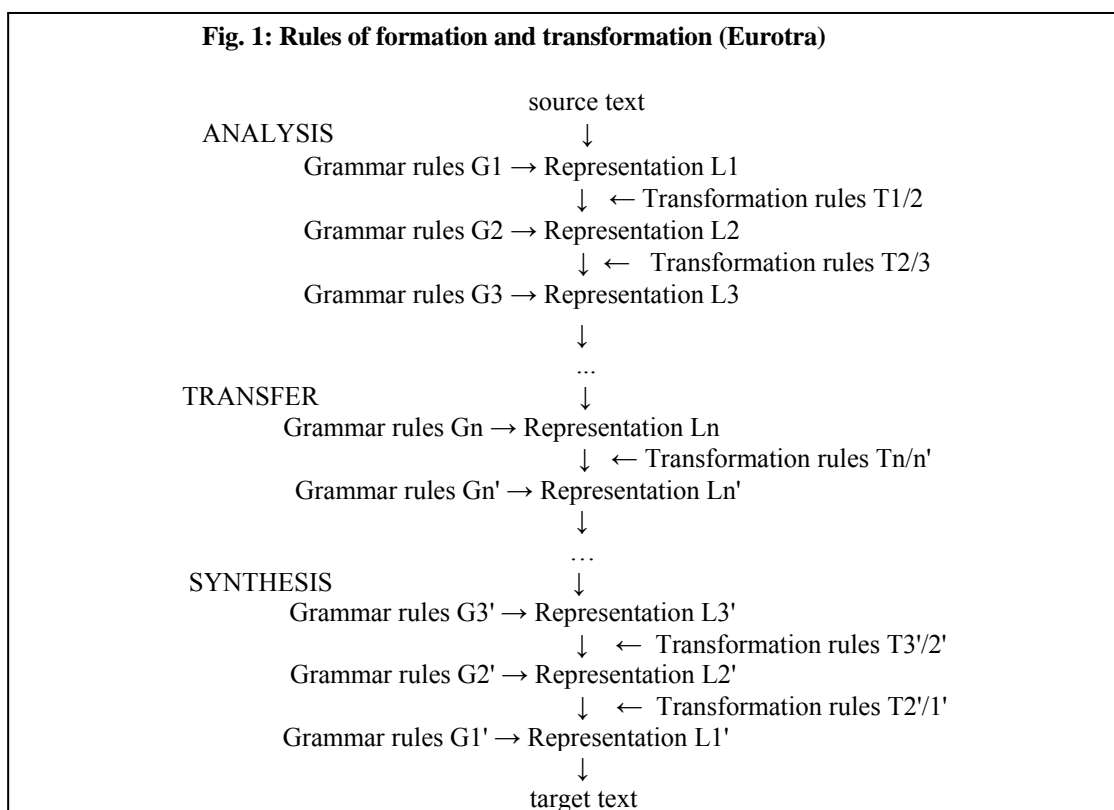 Fig. 1: Rules of formation and transformation (Eurotra)
source text
ANALYSIS ↓
Grammar rules G1 → Representation L1
↓ ← Transformation rules T1/2
Grammar rules G2 → Representation L2
↓ ← Transformation rules T2/3
Grammar rules G3 → Representation L3
↓
...
TRANSFER ↓
Grammar rules Gn → Representation Ln
↓ ← Transformation rules Tn/n'
Grammar rules Gn' → Representation Ln'
↓
…
SYNTHESIS ↓
Grammar rules G3' → Representation L3'
↓ ← Transformation rules T3'/2'
Grammar rules G2' → Representation L2'
↓ ← Transformation rules T2'/1'
Grammar rules G1' → Representation L1'
↓
target text